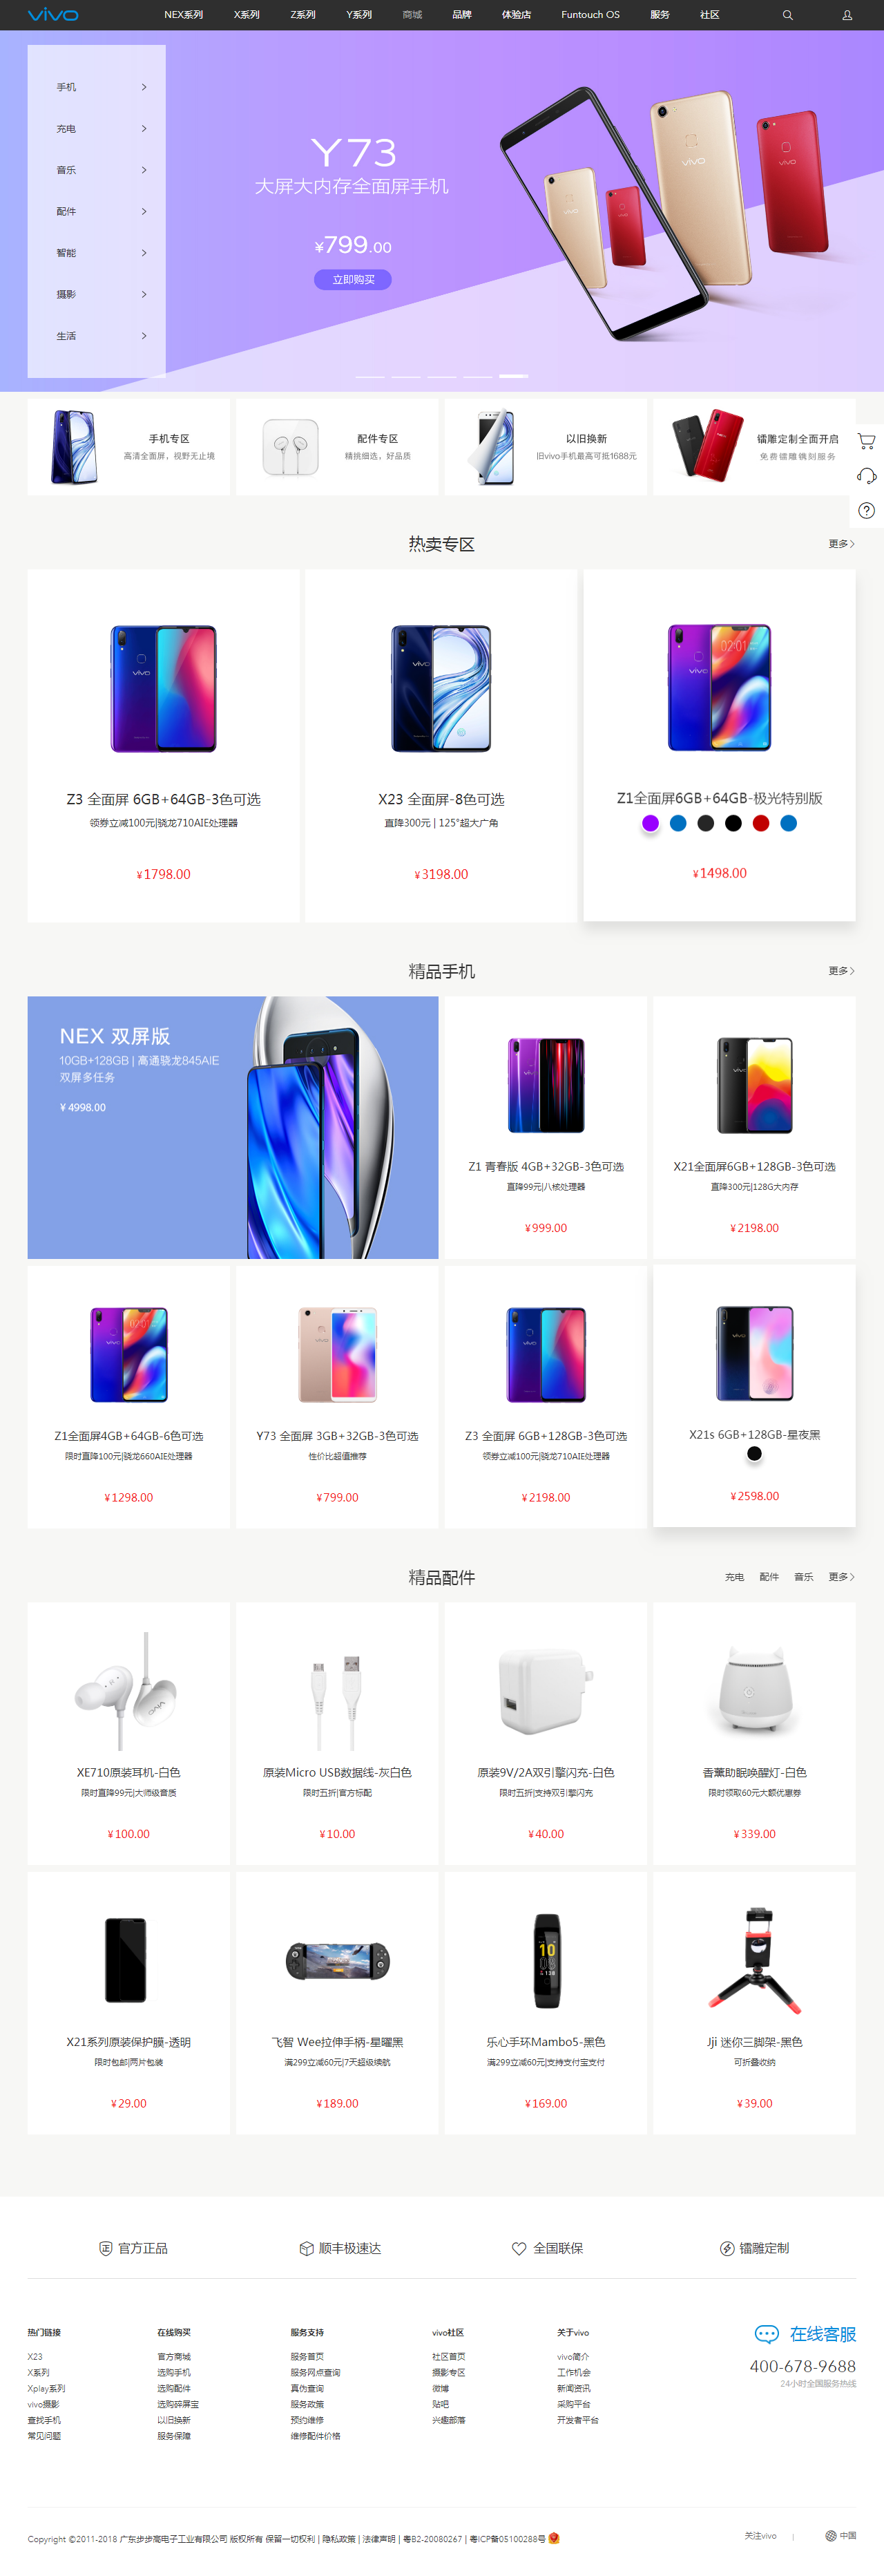 vivo
NEX系列 X系列 Z系列 Y系列 商城 品牌 体验店 Funtouch OS 服务 社区
手机
充电
音乐
配件
智能
摄影
生活
Y73
大屏大内存全面屏手机
¥799.00
立即购买
手机专区
高清全面屏，视野无止境
配件专区
精挑细选，好品质
以旧换新
旧vivo手机最高可抵1688元
镭雕定制全面开启
免费镭雕镌刻服务
热卖专区
更多
Z3 全面屏 6GB+64GB-3色可选
领券立减100元|骁龙710AIE处理器
¥1798.00
X23 全面屏-8色可选
直降300元 | 125°超大广角
¥3198.00
Z1全面屏6GB+64GB-极光特别版
¥1498.00
精品手机
更多
NEX 双屏版
10GB+128GB | 高通骁龙845AIE
双屏多任务
¥ 4998.00
Z1 青春版 4GB+32GB-3色可选
直降99元|八核处理器
¥999.00
X21全面屏6GB+128GB-3色可选
直降300元|128G大内存
¥2198.00
Z1全面屏4GB+64GB-6色可选
限时直降100元|骁龙660AIE处理器
¥1298.00
Y73 全面屏 3GB+32GB-3色可选
性价比超值推荐
¥799.00
Z3 全面屏 6GB+128GB-3色可选
领券立减100元|骁龙710AIE处理器
¥2198.00
X21s 6GB+128GB-星夜黑
¥2598.00
精品配件
充电 配件 音乐 更多
XE710原装耳机-白色
限时直降99元|大师级音质
¥100.00
原装Micro USB数据线-灰白色
限时五折|官方标配
¥10.00
原装9V/2A双引擎闪充-白色
限时五折|支持双引擎闪充
¥40.00
香薰助眠唤醒灯-白色
限时领取60元大额优惠券
¥339.00
X21系列原装保护膜-透明
限时包邮|两片包装
¥29.00
飞智 Wee拉伸手柄-星曜黑
满299立减60元|7天超级续航
¥189.00
乐心手环Mambo5-黑色
满299立减60元|支持支付宝支付
¥169.00
Jji 迷你三脚架-黑色
可折叠收纳
¥39.00
官方正品
顺丰极速达
全国联保
镭雕定制
热门链接
X23
X系列
Xplay系列
vivo摄影
查找手机
常见问题
在线购买
官方商城
选购手机
选购配件
选购碎屏宝
以旧换新
服务保障
服务支持
服务首页
服务网点查询
真伪查询
服务政策
预约维修
维修配件价格
vivo社区
社区首页
摄影专区
微博
贴吧
兴趣部落
关于vivo
vivo简介
工作机会
新闻资讯
采购平台
开发者平台
在线客服
400-678-9688
24小时全国服务热线
Copyright ©2011-2018 广东步步高电子工业有限公司 版权所有 保留一切权利 | 隐私政策 | 法律声明 | 粤B2-20080267 | 粤ICP备05100288号
关注vivo | 中国